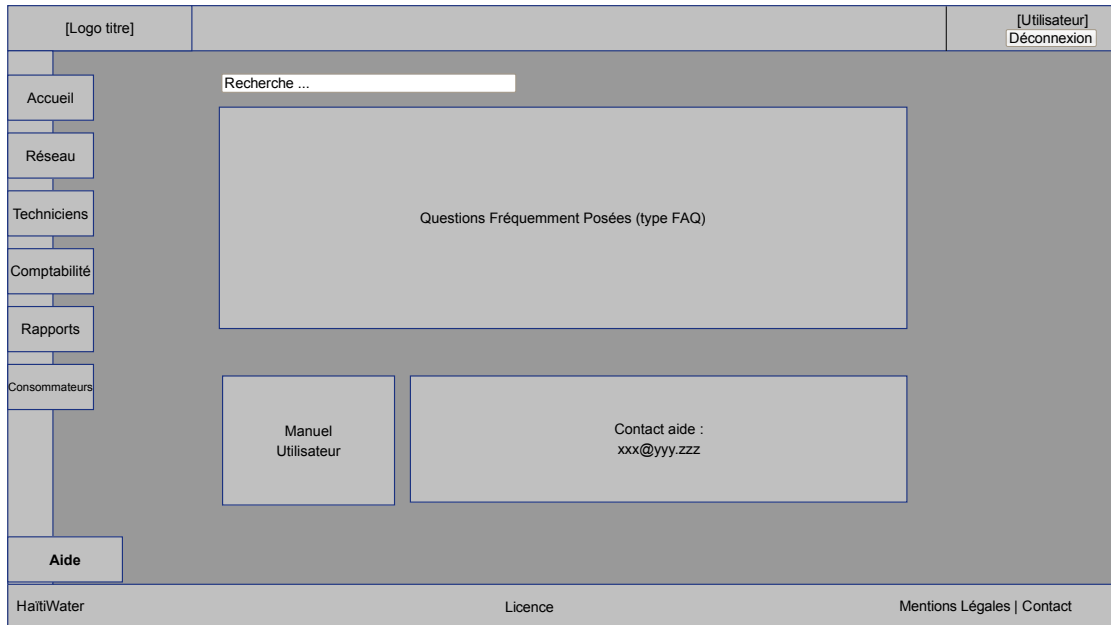 [Logo titre]
[Utilisateur]
Déconnexion
Recherche ...
Accueil
Réseau
Techniciens
Comptabilité
Rapports
Consommateurs
Questions Fréquemment Posées (type FAQ)
Manuel
Utilisateur
Contact aide :
xxx@yyy.zzz
Aide
HaïtiWater
Licence
Mentions Légales | Contact